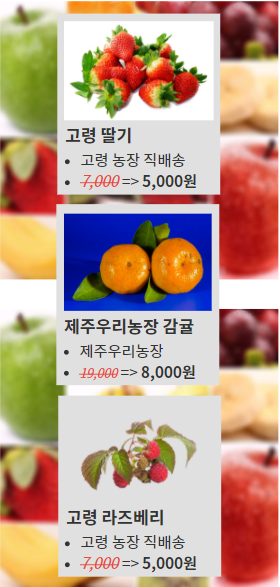 고령 딸기
• 고령 농장 직배송
• 7,000 => 5,000원
제주우리농장 감귤
• 제주우리농장
• 19,000 => 8,000원
고령 라즈베리
• 고령 농장 직배송
• 7,000 => 5,000원